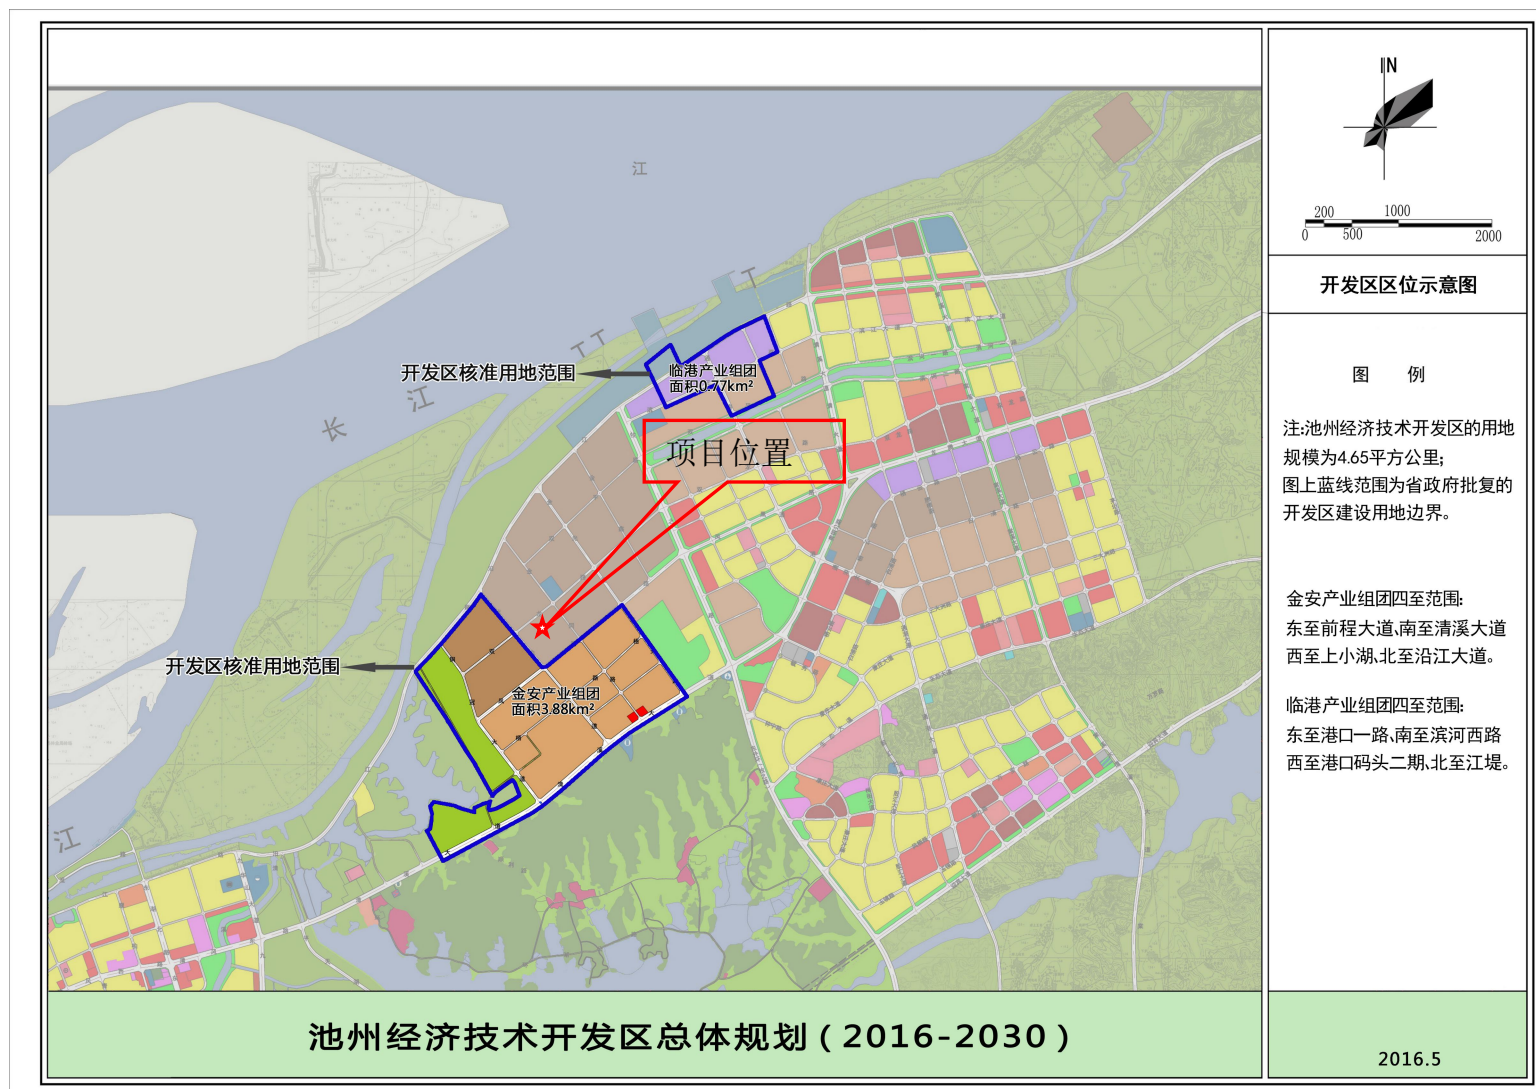 江
长
江
江
开发区核准用地范围
临港产业组团
面积0.77km²
项目位置
开发区核准用地范围
金安产业组团
面积3.88km²
池州经济技术开发区总体规划（2016-2030）
N
200 1000
0 500 2000
开发区区位示意图
图 例
注:池州经济技术开发区的用地
规模为4.65平方公里;
图上蓝线范围为省政府批复的
开发区建设用地边界。
金安产业组团四至范围:
东至前程大道、南至清溪大道
西至上小湖、北至沿江大道。
临港产业组团四至范围:
东至港口一路、南至滨河西路
西至港口码头二期、北至江堤。
2016.5